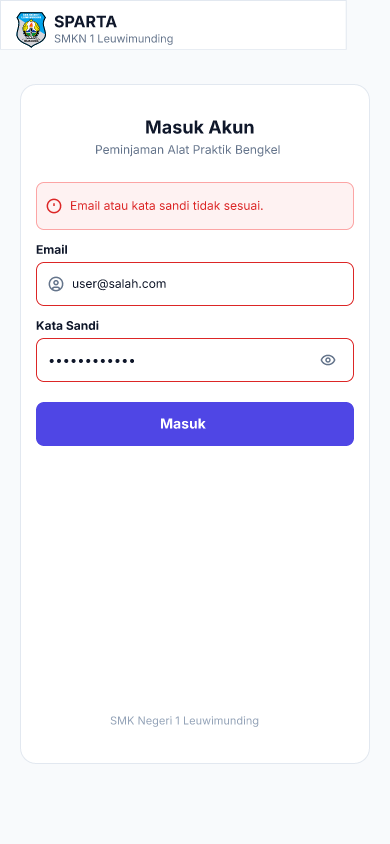 SPARTA
SMKN 1 Leuwimunding
Masuk Akun
Peminjaman Alat Praktik Bengkel
Email atau kata sandi tidak sesuai.
Email
user@salah.com
Kata Sandi
••••••••••••
Masuk
SMK Negeri 1 Leuwimunding